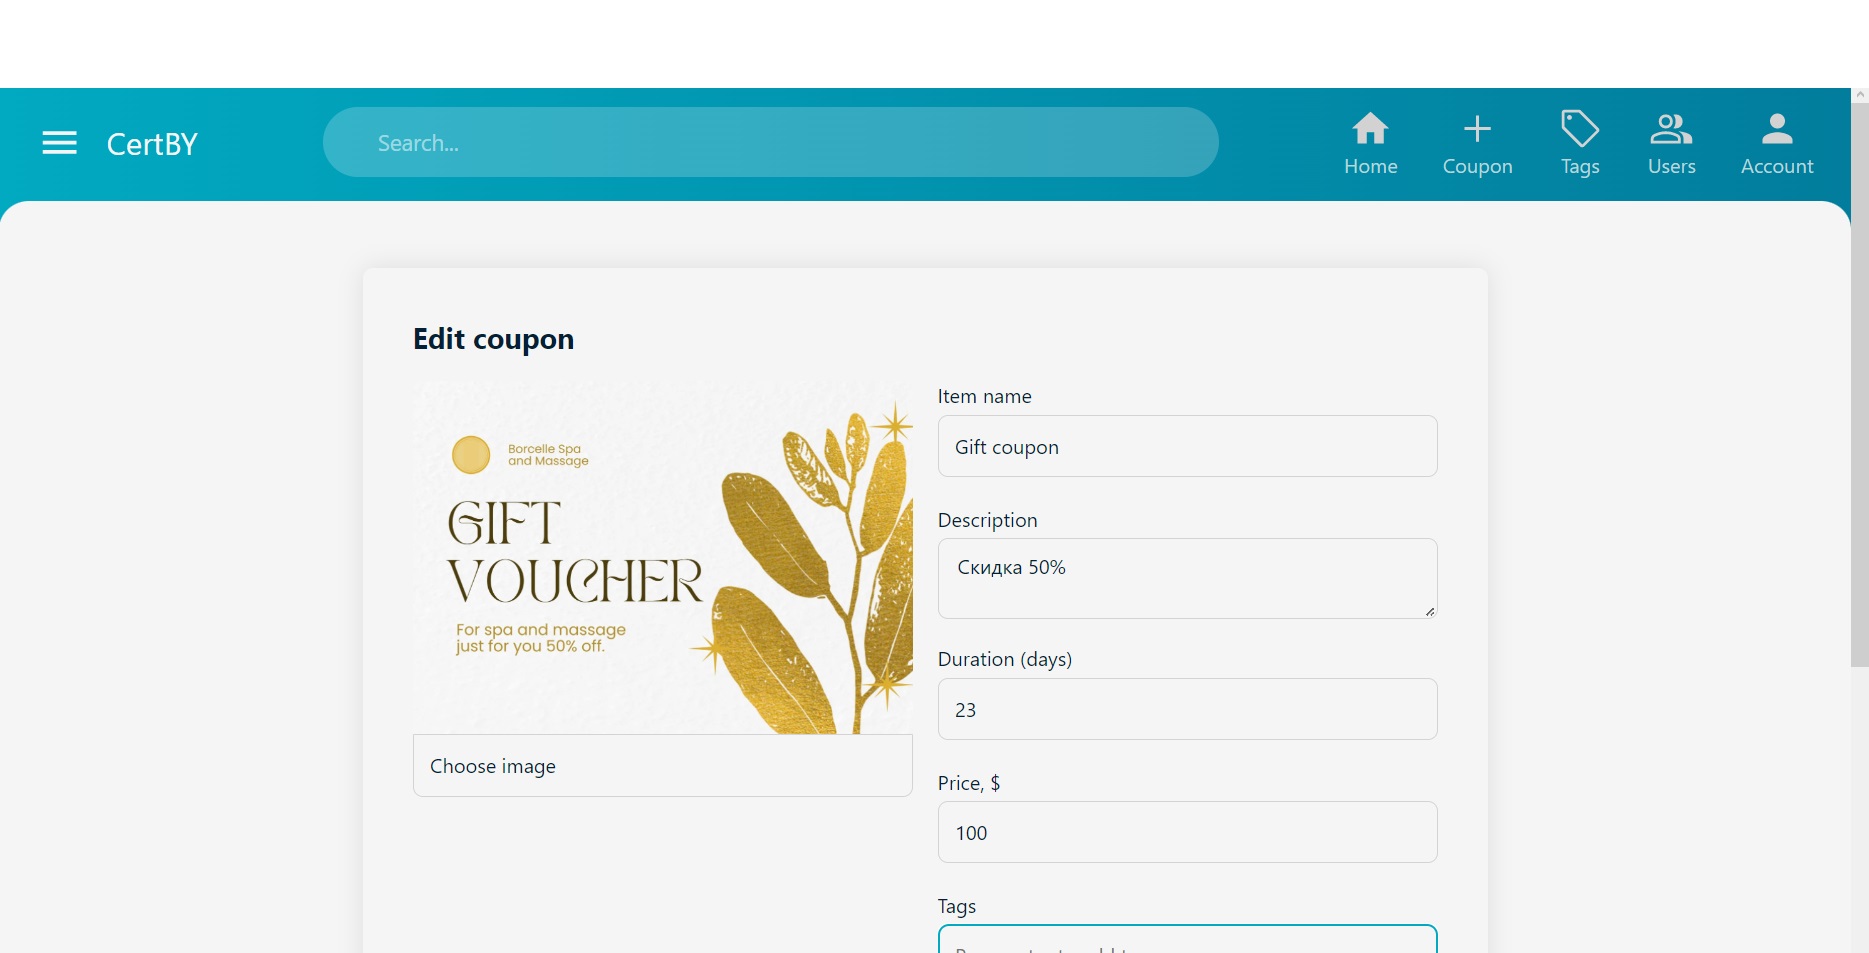 CertBY
Search...
Home
Coupon
Tags
Users
Account
Edit coupon
Borcelle Spa
and Massage
GIFT
VOUCHER
For spa and massage
just for you 50% off.
Choose image
Item name
Gift coupon
Description
Скидка 50%
Duration (days)
23
Price, $
100
Tags